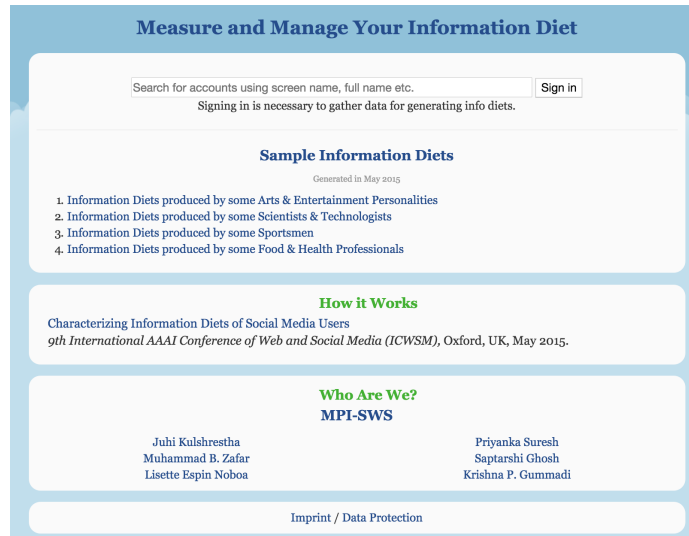 Measure and Manage Your Information Diet
Search for accounts using screen name, full name etc.
Sign in
Signing in is necessary to gather data for generating info diets.
Sample Information Diets
Generated in May 2015
1. Information Diets produced by some Arts & Entertainment Personalities
2. Information Diets produced by some Scientists & Technologists
3. Information Diets produced by some Sportsmen
4. Information Diets produced by some Food & Health Professionals
How it Works
Characterizing Information Diets of Social Media Users
9th International AAAI Conference of Web and Social Media (ICWSM), Oxford, UK, May 2015.
Who Are We?
MPI-SWS
Juhi Kulshrestha
Muhammad B. Zafar
Lisette Espin Noboa
Priyanka Suresh
Saptarshi Ghosh
Krishna P. Gummadi
Imprint / Data Protection